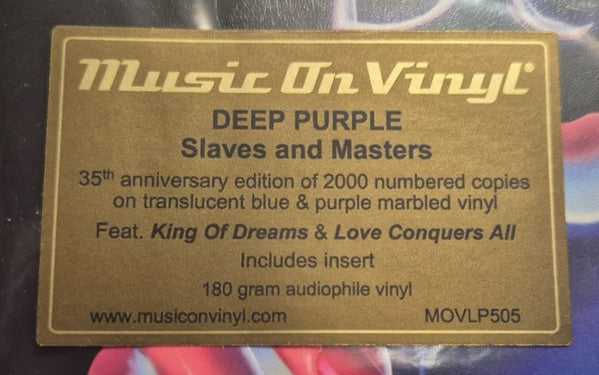 Music On Vinyl®
DEEP PURPLE
Slaves and Masters
35th anniversary edition of 2000 numbered copies
on translucent blue & purple marbled vinyl
Feat. King Of Dreams & Love Conquers All
Includes insert
180 gram audiophile vinyl
www.musiconvinyl.com MOVLP505